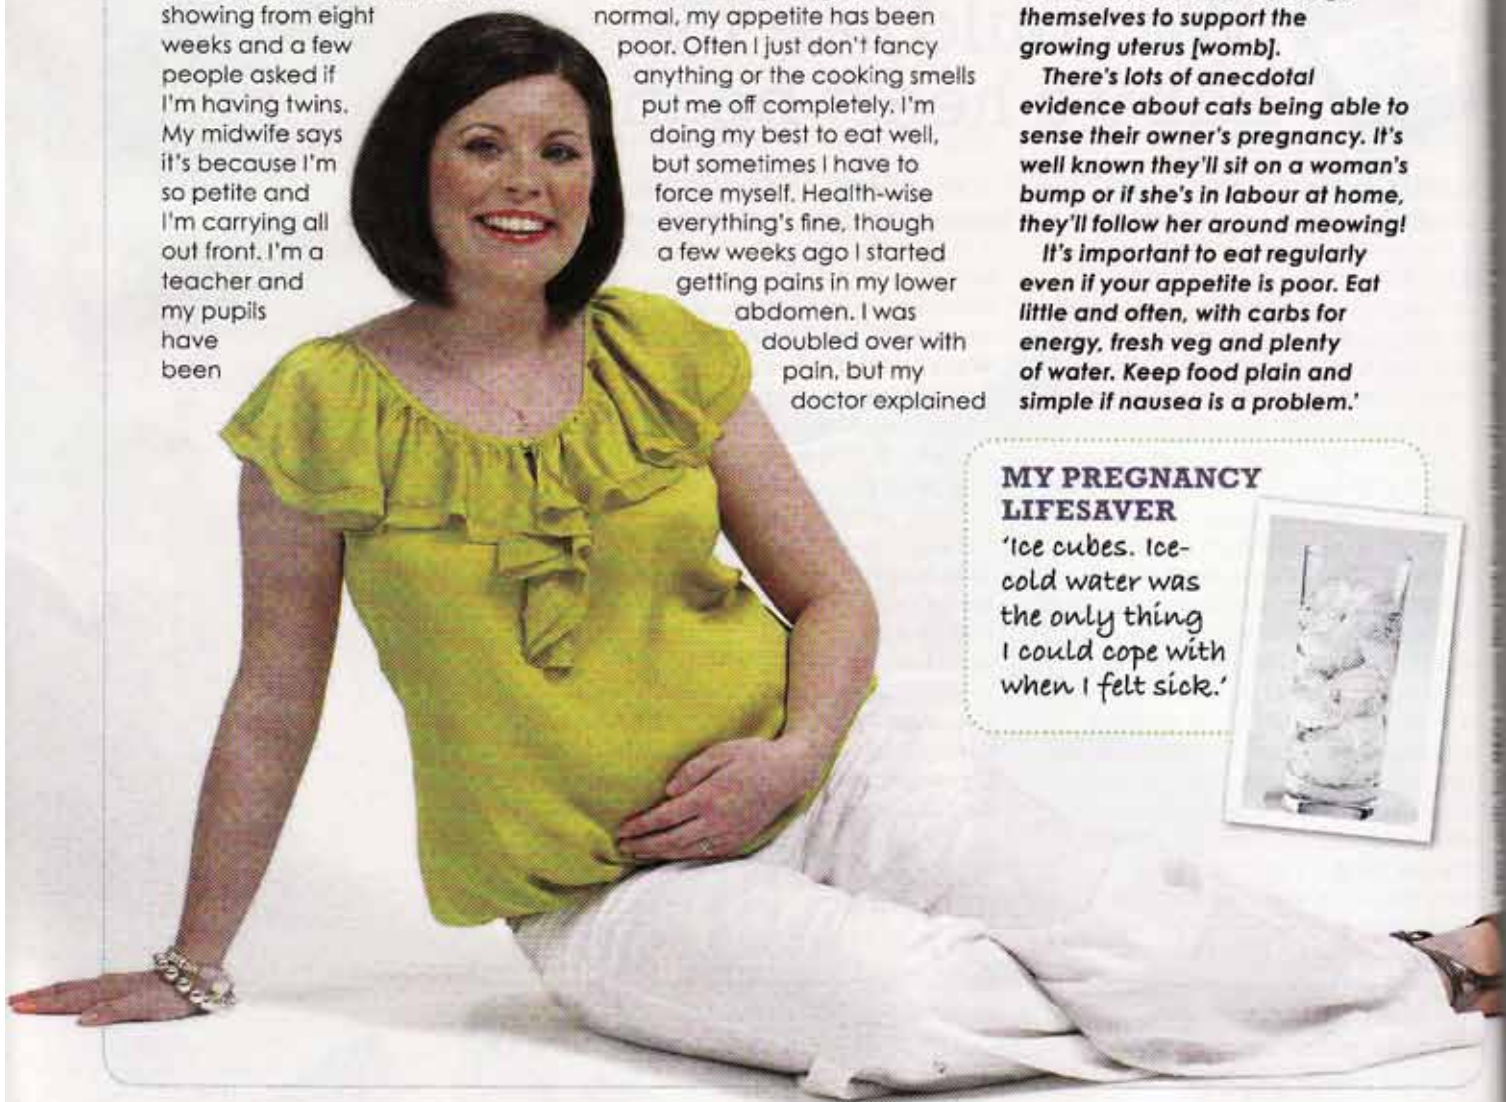 showing from eight
weeks and a few
people asked if
I'm having twins.
My midwife says
it's because I'm
so petite and
I'm carrying all
out front. I'm a
teacher and
my pupils
have
been
normal, my appetite has been
poor. Often I just don't fancy
anything or the cooking smells
put me off completely. I'm
doing my best to eat well,
but sometimes I have to
force myself. Health-wise
everything's fine, though
a few weeks ago I started
getting pains in my lower
abdomen. I was
doubled over with
pain, but my
doctor explained
themselves to support the
growing uterus [womb].
There's lots of anecdotal
evidence about cats being able to
sense their owner's pregnancy. It's
well known they'll sit on a woman's
bump or if she's in labour at home,
they'll follow her around meowing!
It's important to eat regularly
even if your appetite is poor. Eat
little and often, with carbs for
energy, fresh veg and plenty
of water. Keep food plain and
simple if nausea is a problem.'
MY PREGNANCY
LIFESAVER
'Ice cubes. Ice-
cold water was
the only thing
I could cope with
when I felt sick.'